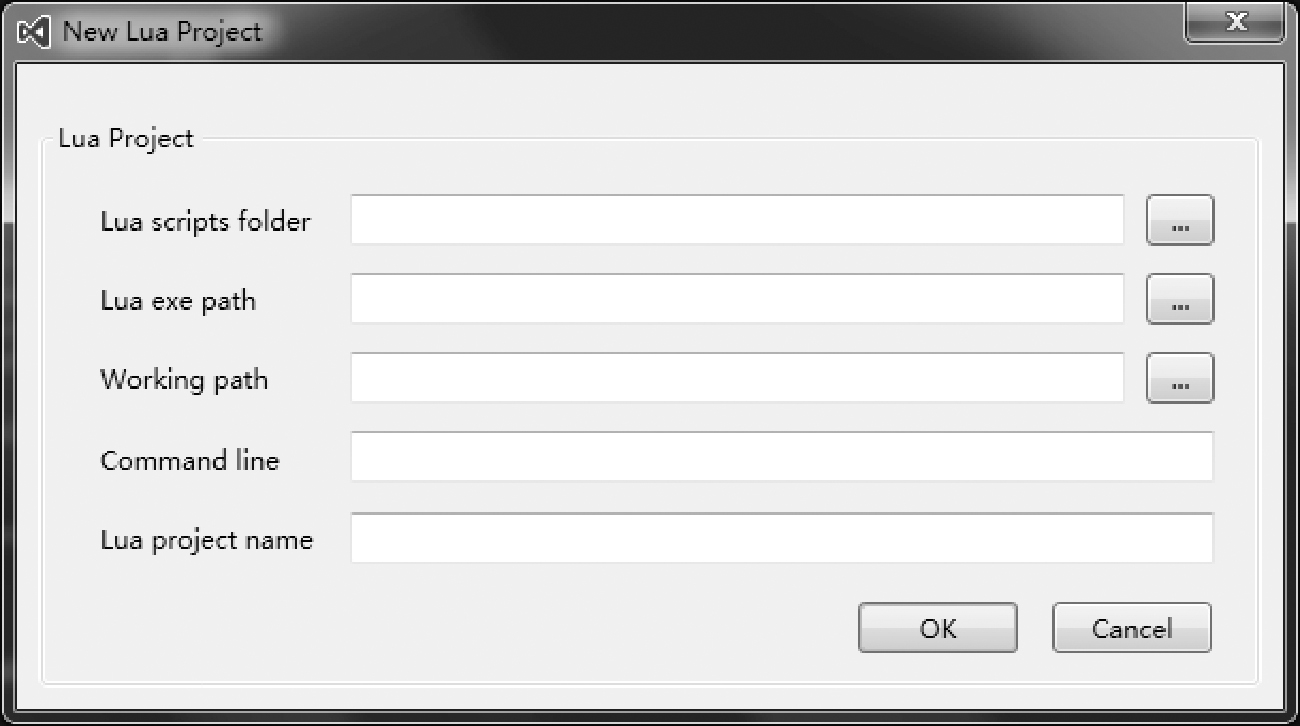 New Lua Project
Lua Project
Lua scripts folder
...
Lua exe path
...
Working path
...
Command line
Lua project name
OK Cancel